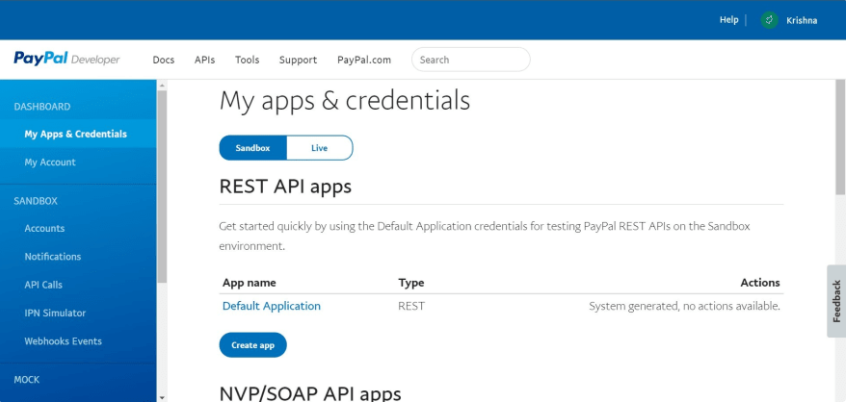 Help
Krishna
PayPal Developer
Docs
APIs
Tools
Support
PayPal.com
Search
DASHBOARD
My Apps & Credentials
My Account
SANDBOX
Accounts
Notifications
API Calls
IPN Simulator
Webhooks Events
MOCK
My apps & credentials
Sandbox
Live
REST API apps
Get started quickly by using the Default Application credentials for testing PayPal REST APIs on the Sandbox
environment.
App name Type Actions
Default Application REST System generated, no actions available.
Create app
NVP/SOAP API apps
Feedback